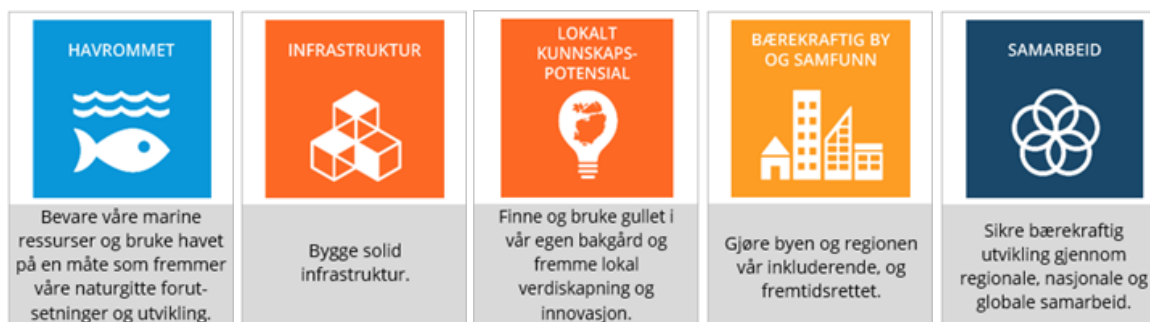 HAVROMMET
Bevare våre marine
ressurser og bruke havet
på en måte som fremmer
våre naturgitte forut-
setninger og utvikling.
INFRASTRUKTUR
Bygge solid
infrastruktur.
LOKALT
KUNNSKAPS-
POTENSIAL
Finne og bruke gullet i
vår egen bakgård og
fremme lokal
verdiskapning og
innovasjon.
BÆREKRAFTIG BY
OG SAMFUNN
Gjøre byen og regionen
vår inkluderende, og
fremtidsrettet.
SAMARBEID
Sikre bærekraftig
utvikling gjennom
regionale, nasjonale og
globale samarbeid.